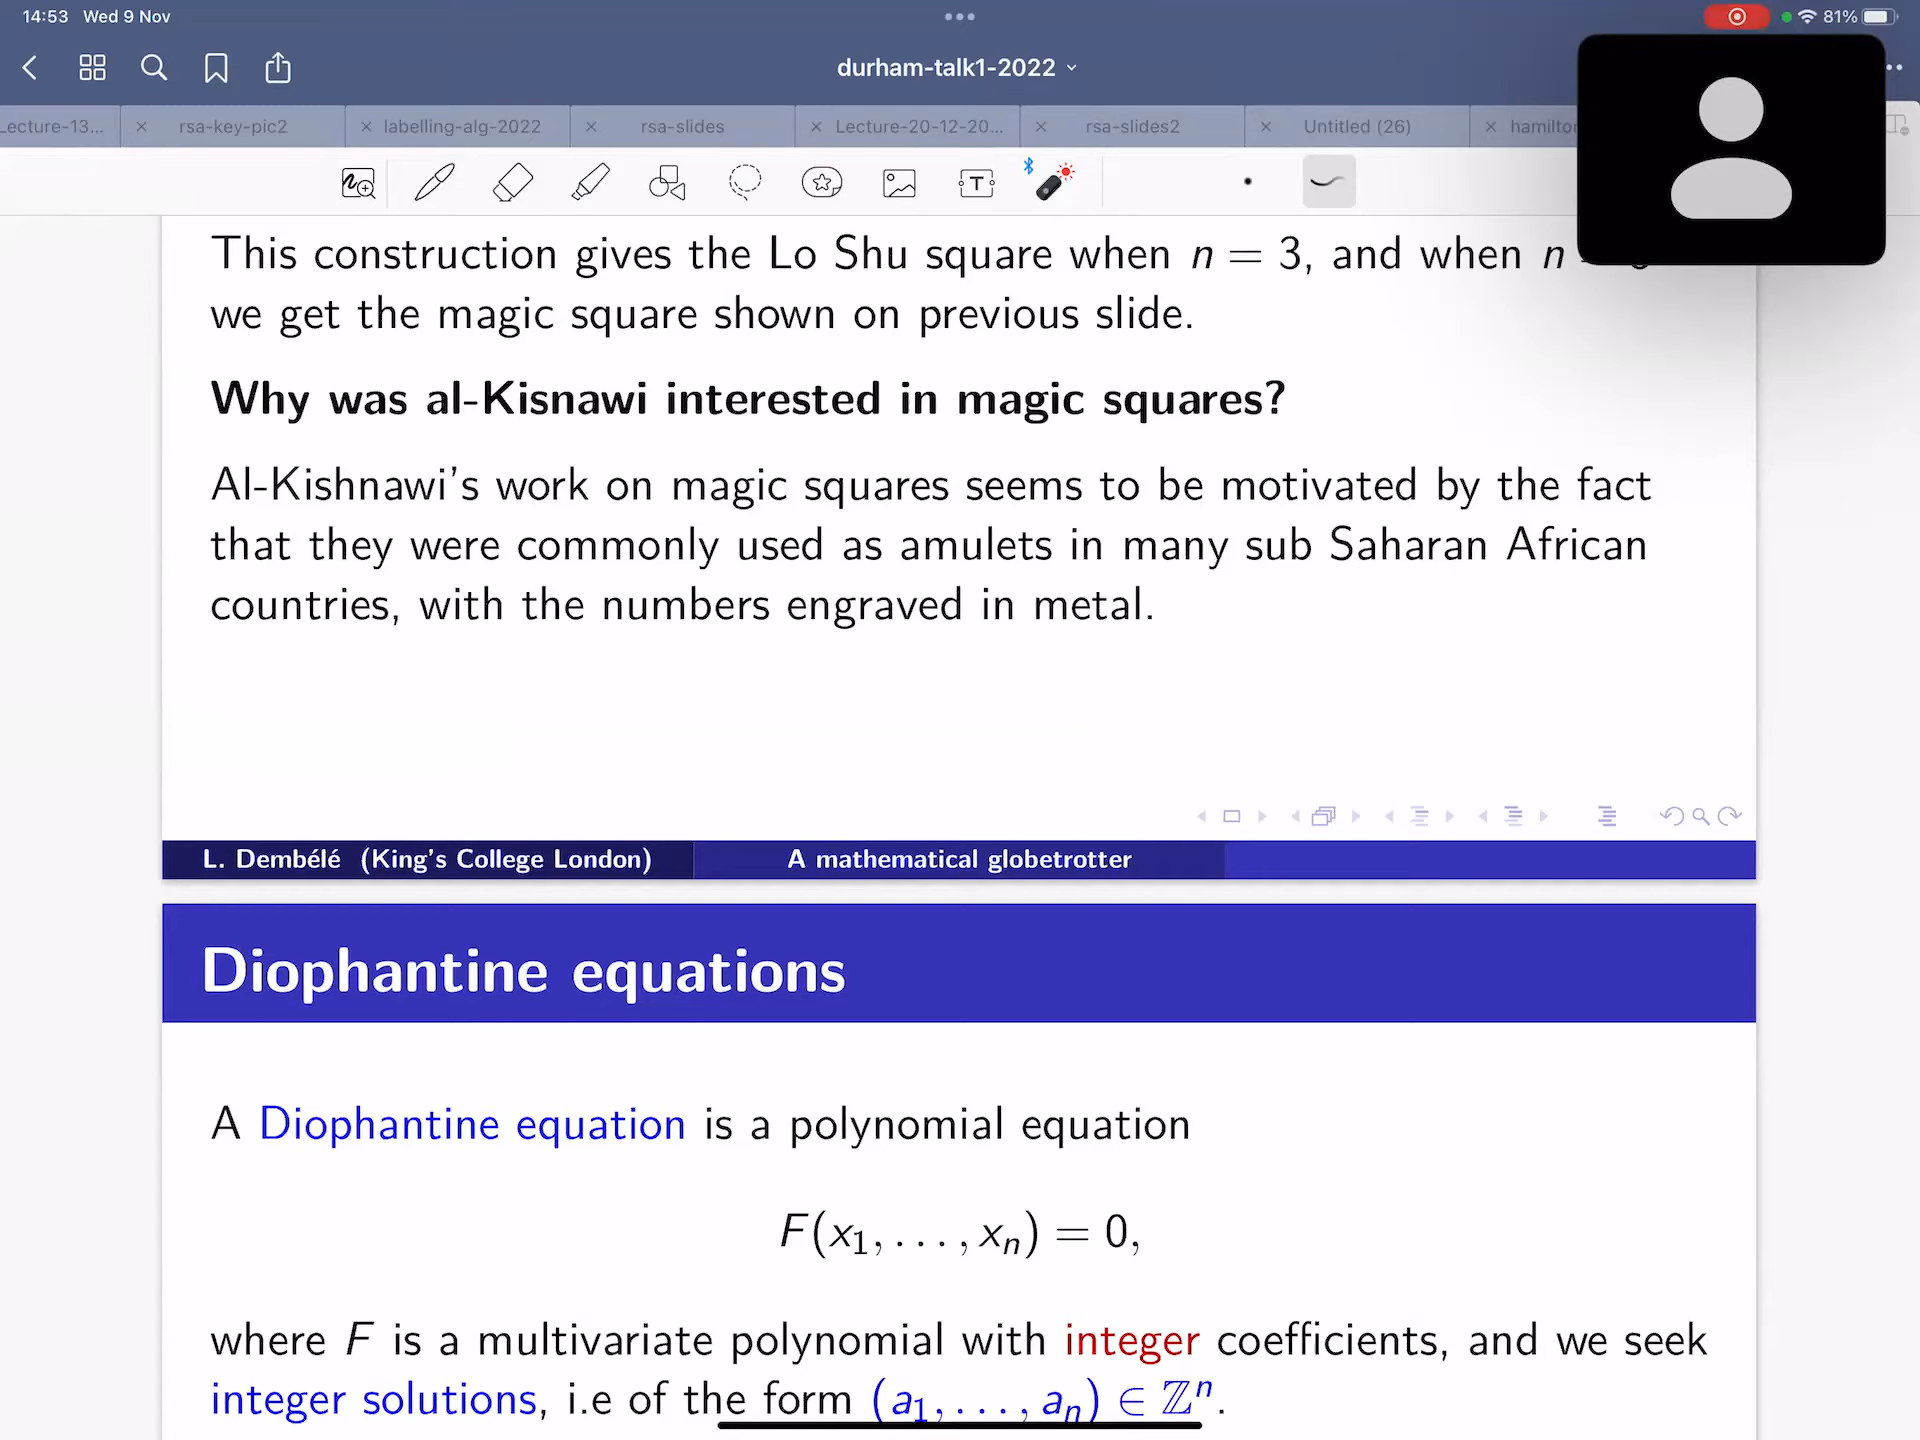 14:53 Wed 9 Nov
81%
durham-talk1-2022
Lecture-13... rsa-key-pic2 labelling-alg-2022 rsa-slides Lecture-20-12-20... rsa-slides2 Untitled (26)
T
This construction gives the Lo Shu square when n = 3, and when n
we get the magic square shown on previous slide.
Why was al-Kisnawi interested in magic squares?
Al-Kishnawi's work on magic squares seems to be motivated by the fact
that they were commonly used as amulets in many sub Saharan African
countries, with the numbers engraved in metal.
L. Dembélé (King's College London) A mathematical globetrotter
Diophantine equations
A Diophantine equation is a polynomial equation
F(x₁, . . . , xₙ) = 0,
where F is a multivariate polynomial with integer coefficients, and we seek
integer solutions, i.e of the form (a₁, . . . , aₙ) ∈ ℤⁿ.